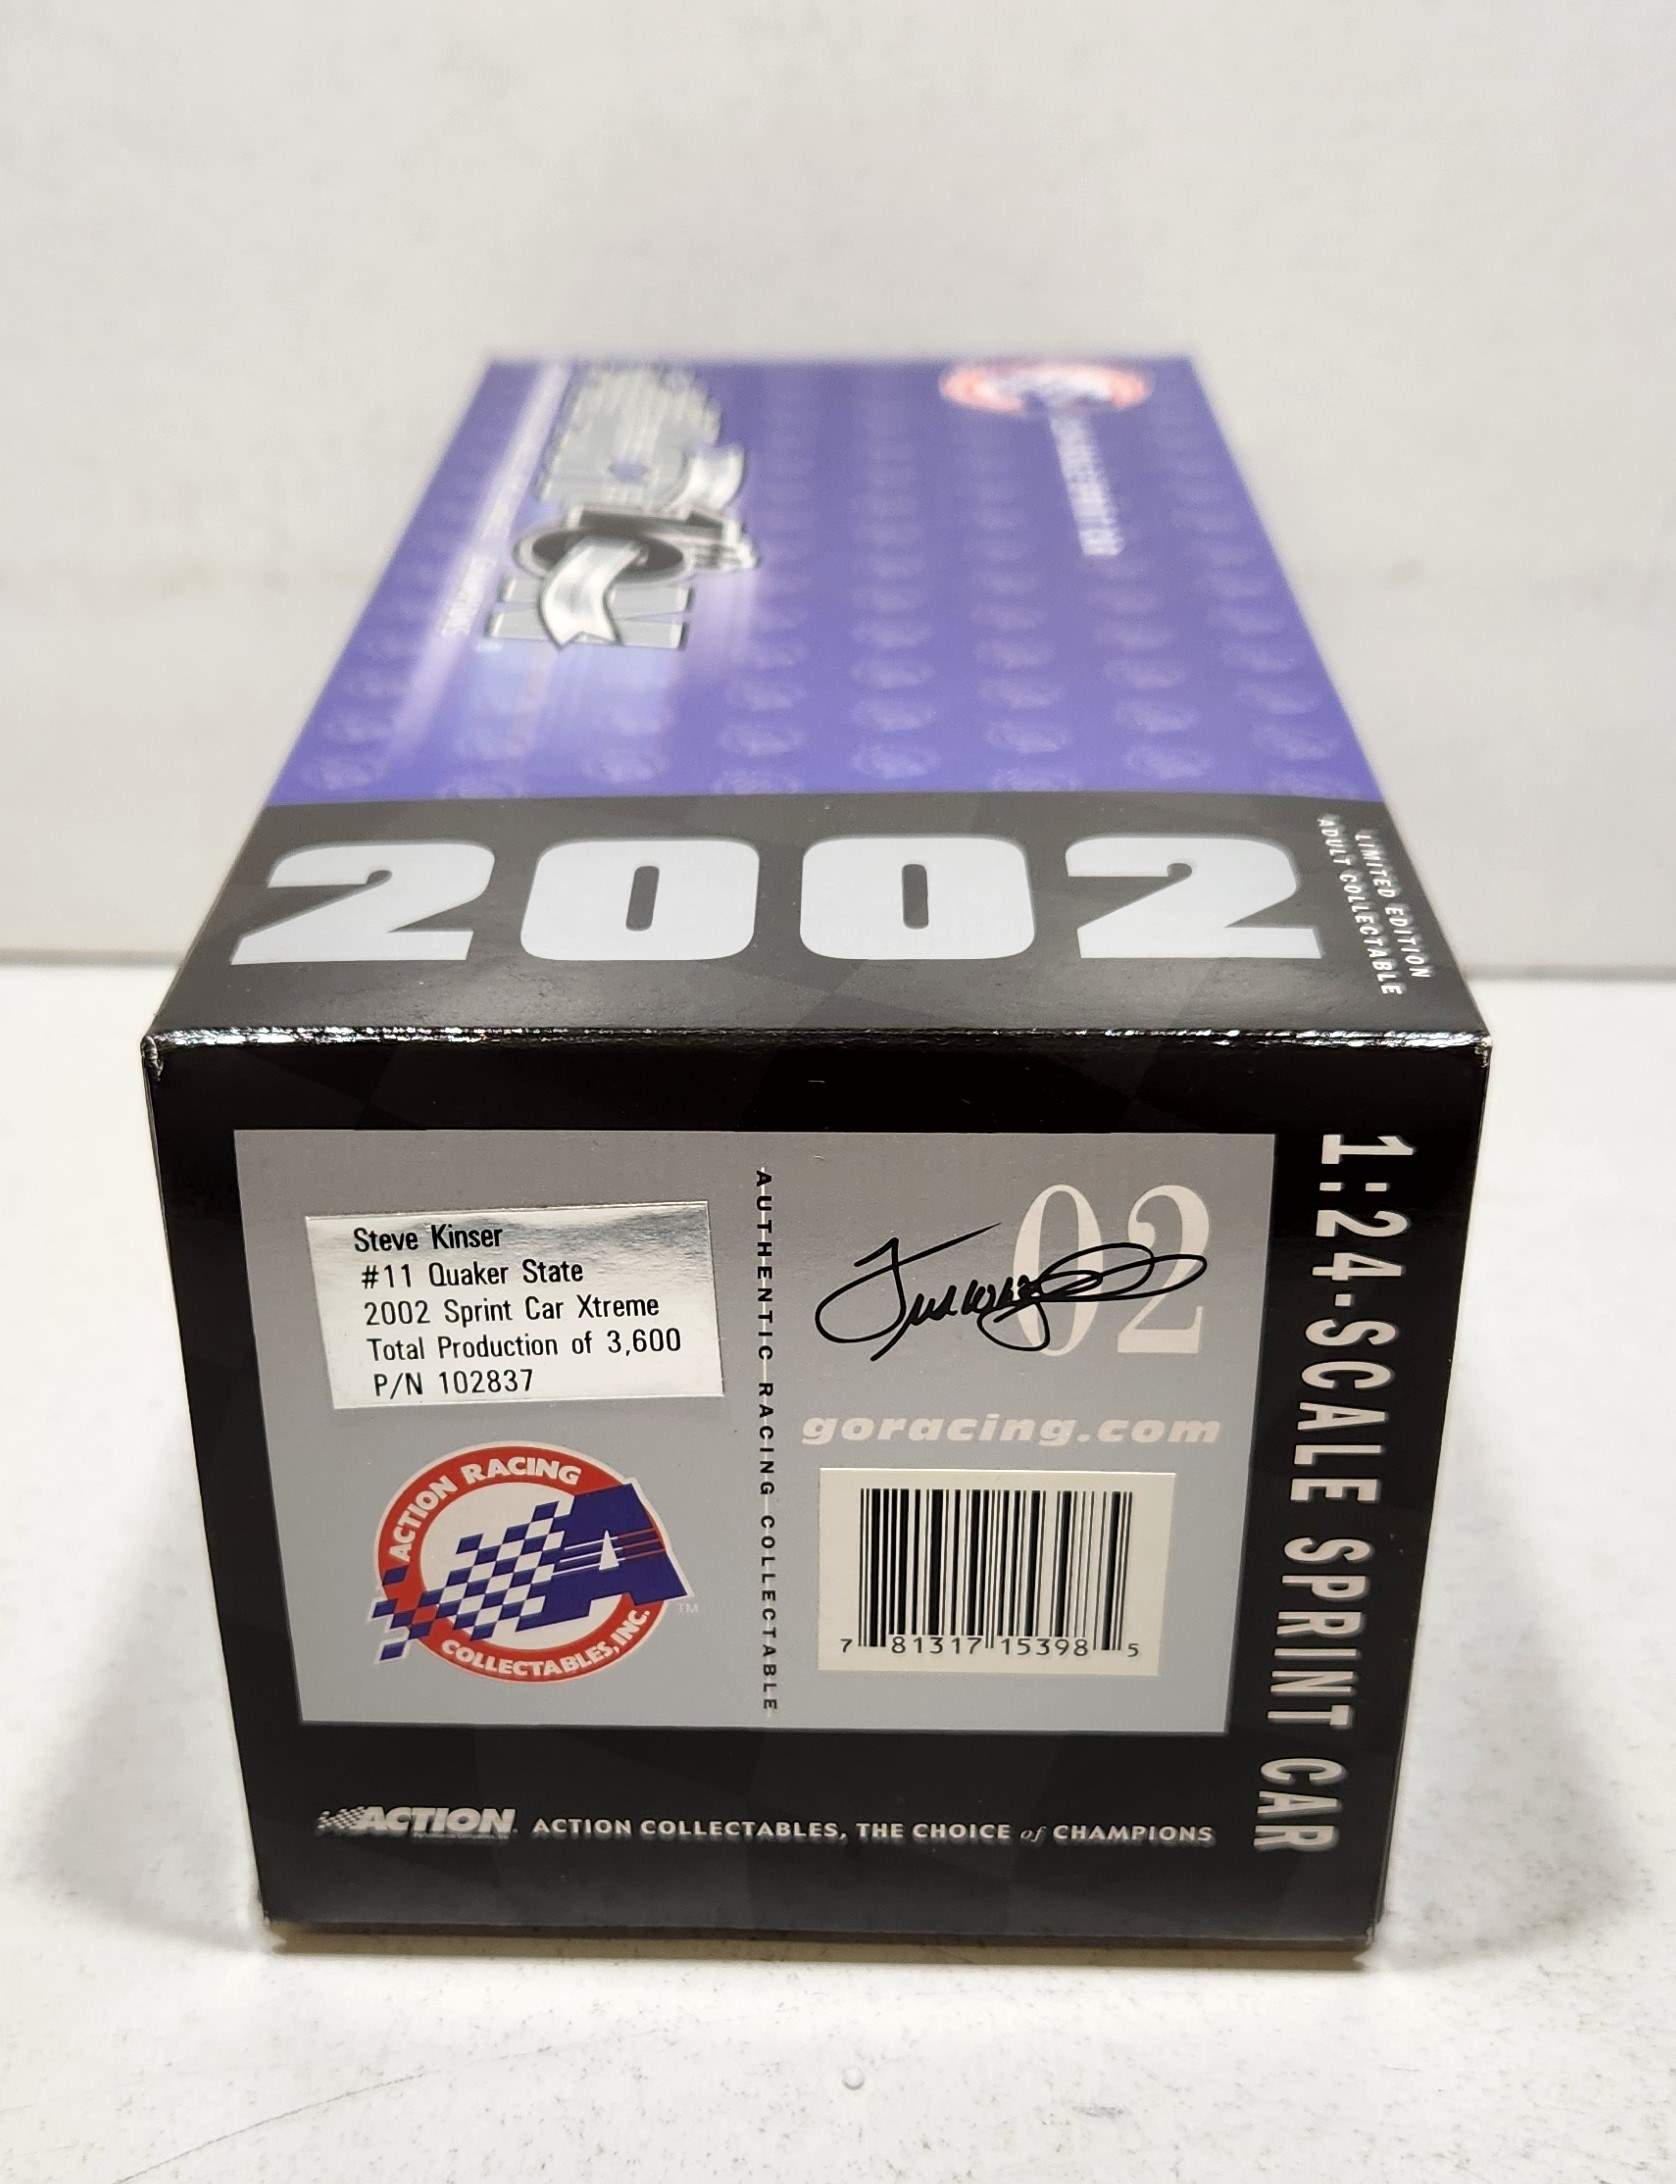 2002
LIMITED EDITION
ADULT COLLECTABLE
1:24-SCALE SPRINT CAR
Steve Kinser
#11 Quaker State
2002 Sprint Car Xtreme
Total Production of 3,600
P/N 102837
AUTHENTIC RACING COLLECTABLE
02
goracing.com
7 81317 15398 5
ACTION RACING
COLLECTABLES, INC.
TM
ACTION
ACTION COLLECTABLES, THE CHOICE of CHAMPIONS